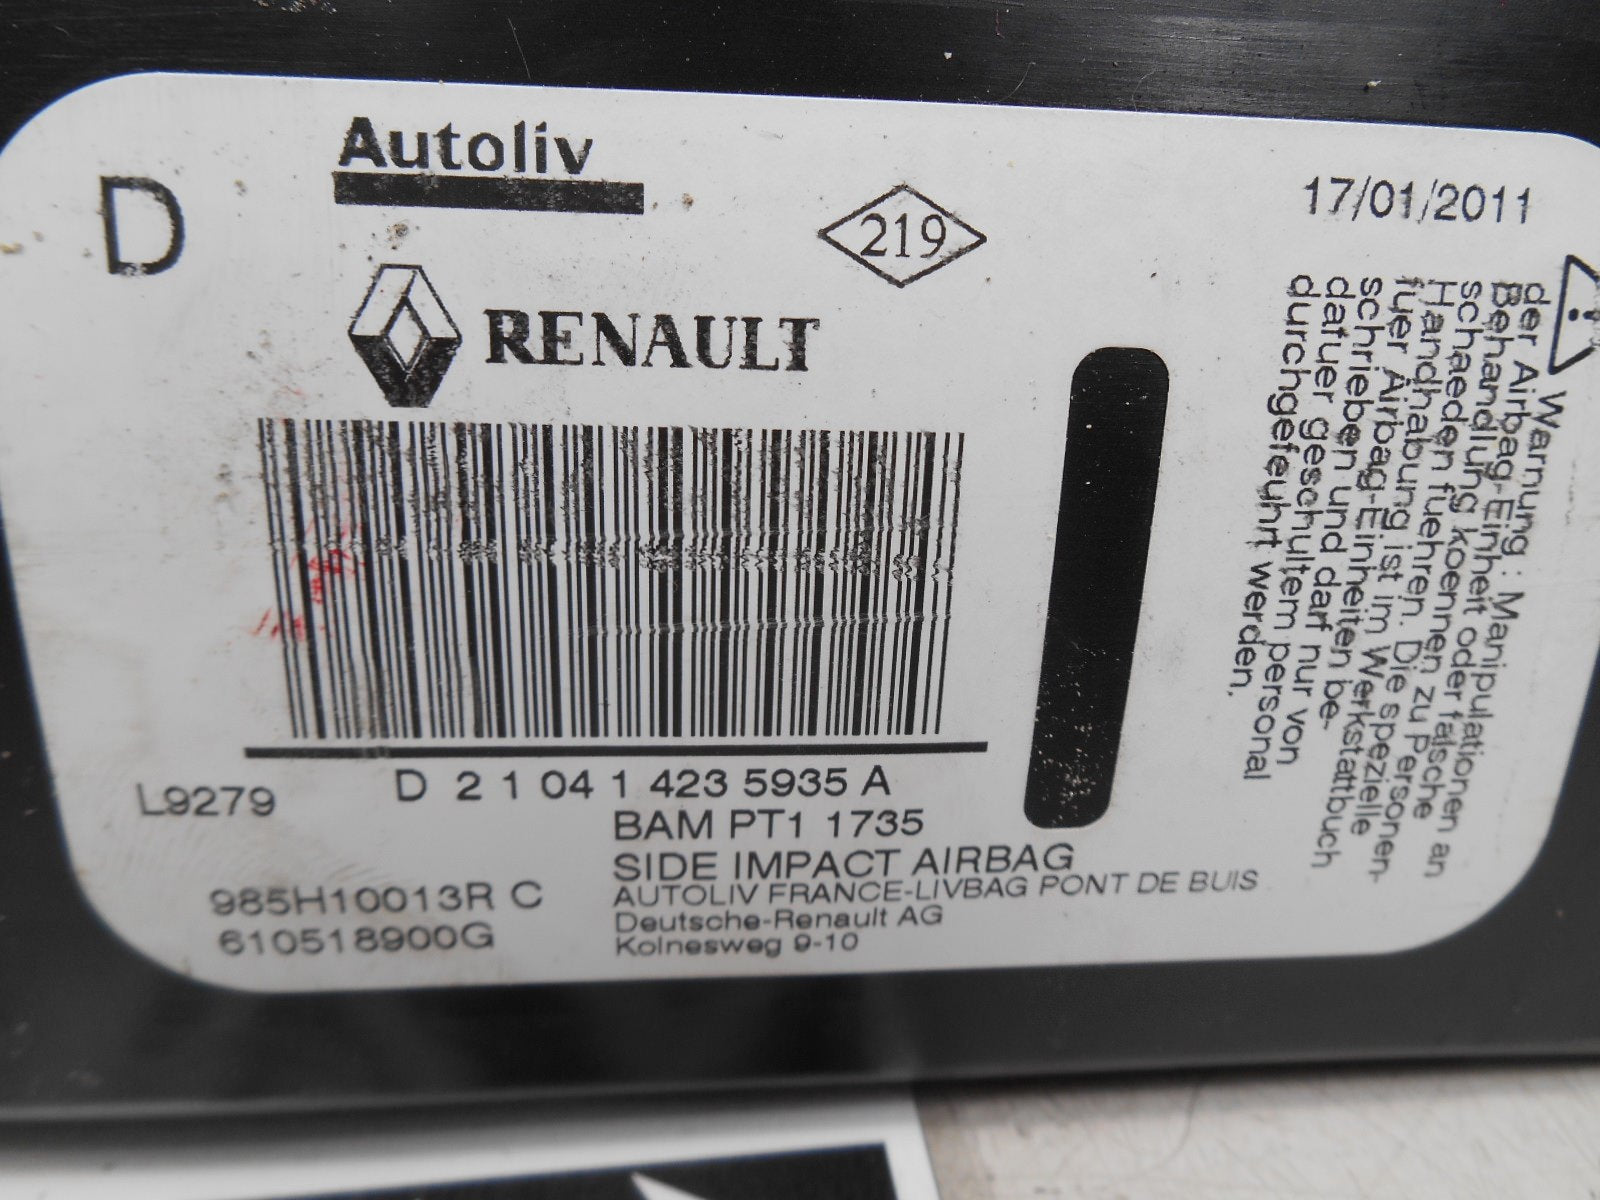 D
Autoliv
219
17/01/2011
RENAULT
D 2 1 04 1 423 5935 A
L9279
BAM PT1 1735
SIDE IMPACT AIRBAG
985H10013R C
AUTOLIV FRANCE-LIVBAG PONT DE BUIS
610518900G
Deutsche-Renault AG
Kolnesweg 9-10
Warnung : Manipulationen an
der Airbag-Einheit oder falsche
Behandlung koennen zu Personen-
schaeden fuehren. Die spezielle
Handhabung ist im Werkstattbuch
fuer Airbag-Einheiten be-
schrieben und darf nur von
dafuer geschultem personal
durchgefeuhrt werden.